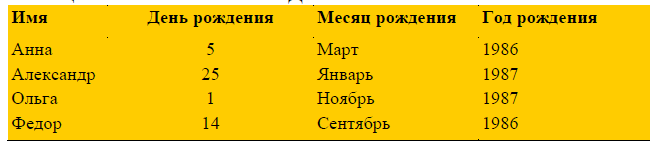 Имя День рождения Месяц рождения Год рождения
Анна 5 Март 1986
Александр 25 Январь 1987
Ольга 1 Ноябрь 1987
Федор 14 Сентябрь 1986